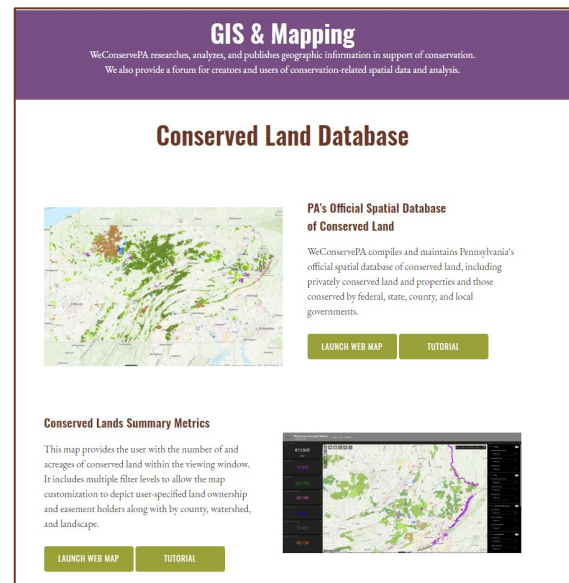 GIS & Mapping
WeConservePA researches, analyzes, and publishes geographic information in support of conservation.
We also provide a forum for creators and users of conservation-related spatial data and analysis.
Conserved Land Database
PA's Official Spatial Database
of Conserved Land
WeConservePA compiles and maintains Pennsylvania's
official spatial database of conserved land, including
privately conserved land and properties and those
conserved by federal, state, county, and local
governments.
LAUNCH WEB MAP
TUTORIAL
Conserved Lands Summary Metrics
This map provides the user with the number of and
acreages of conserved land within the viewing window.
It includes multiple filter levels to allow the map
customization to depict user-specified land ownership
and easement holders along with by county, watershed,
and landscape.
LAUNCH WEB MAP
TUTORIAL